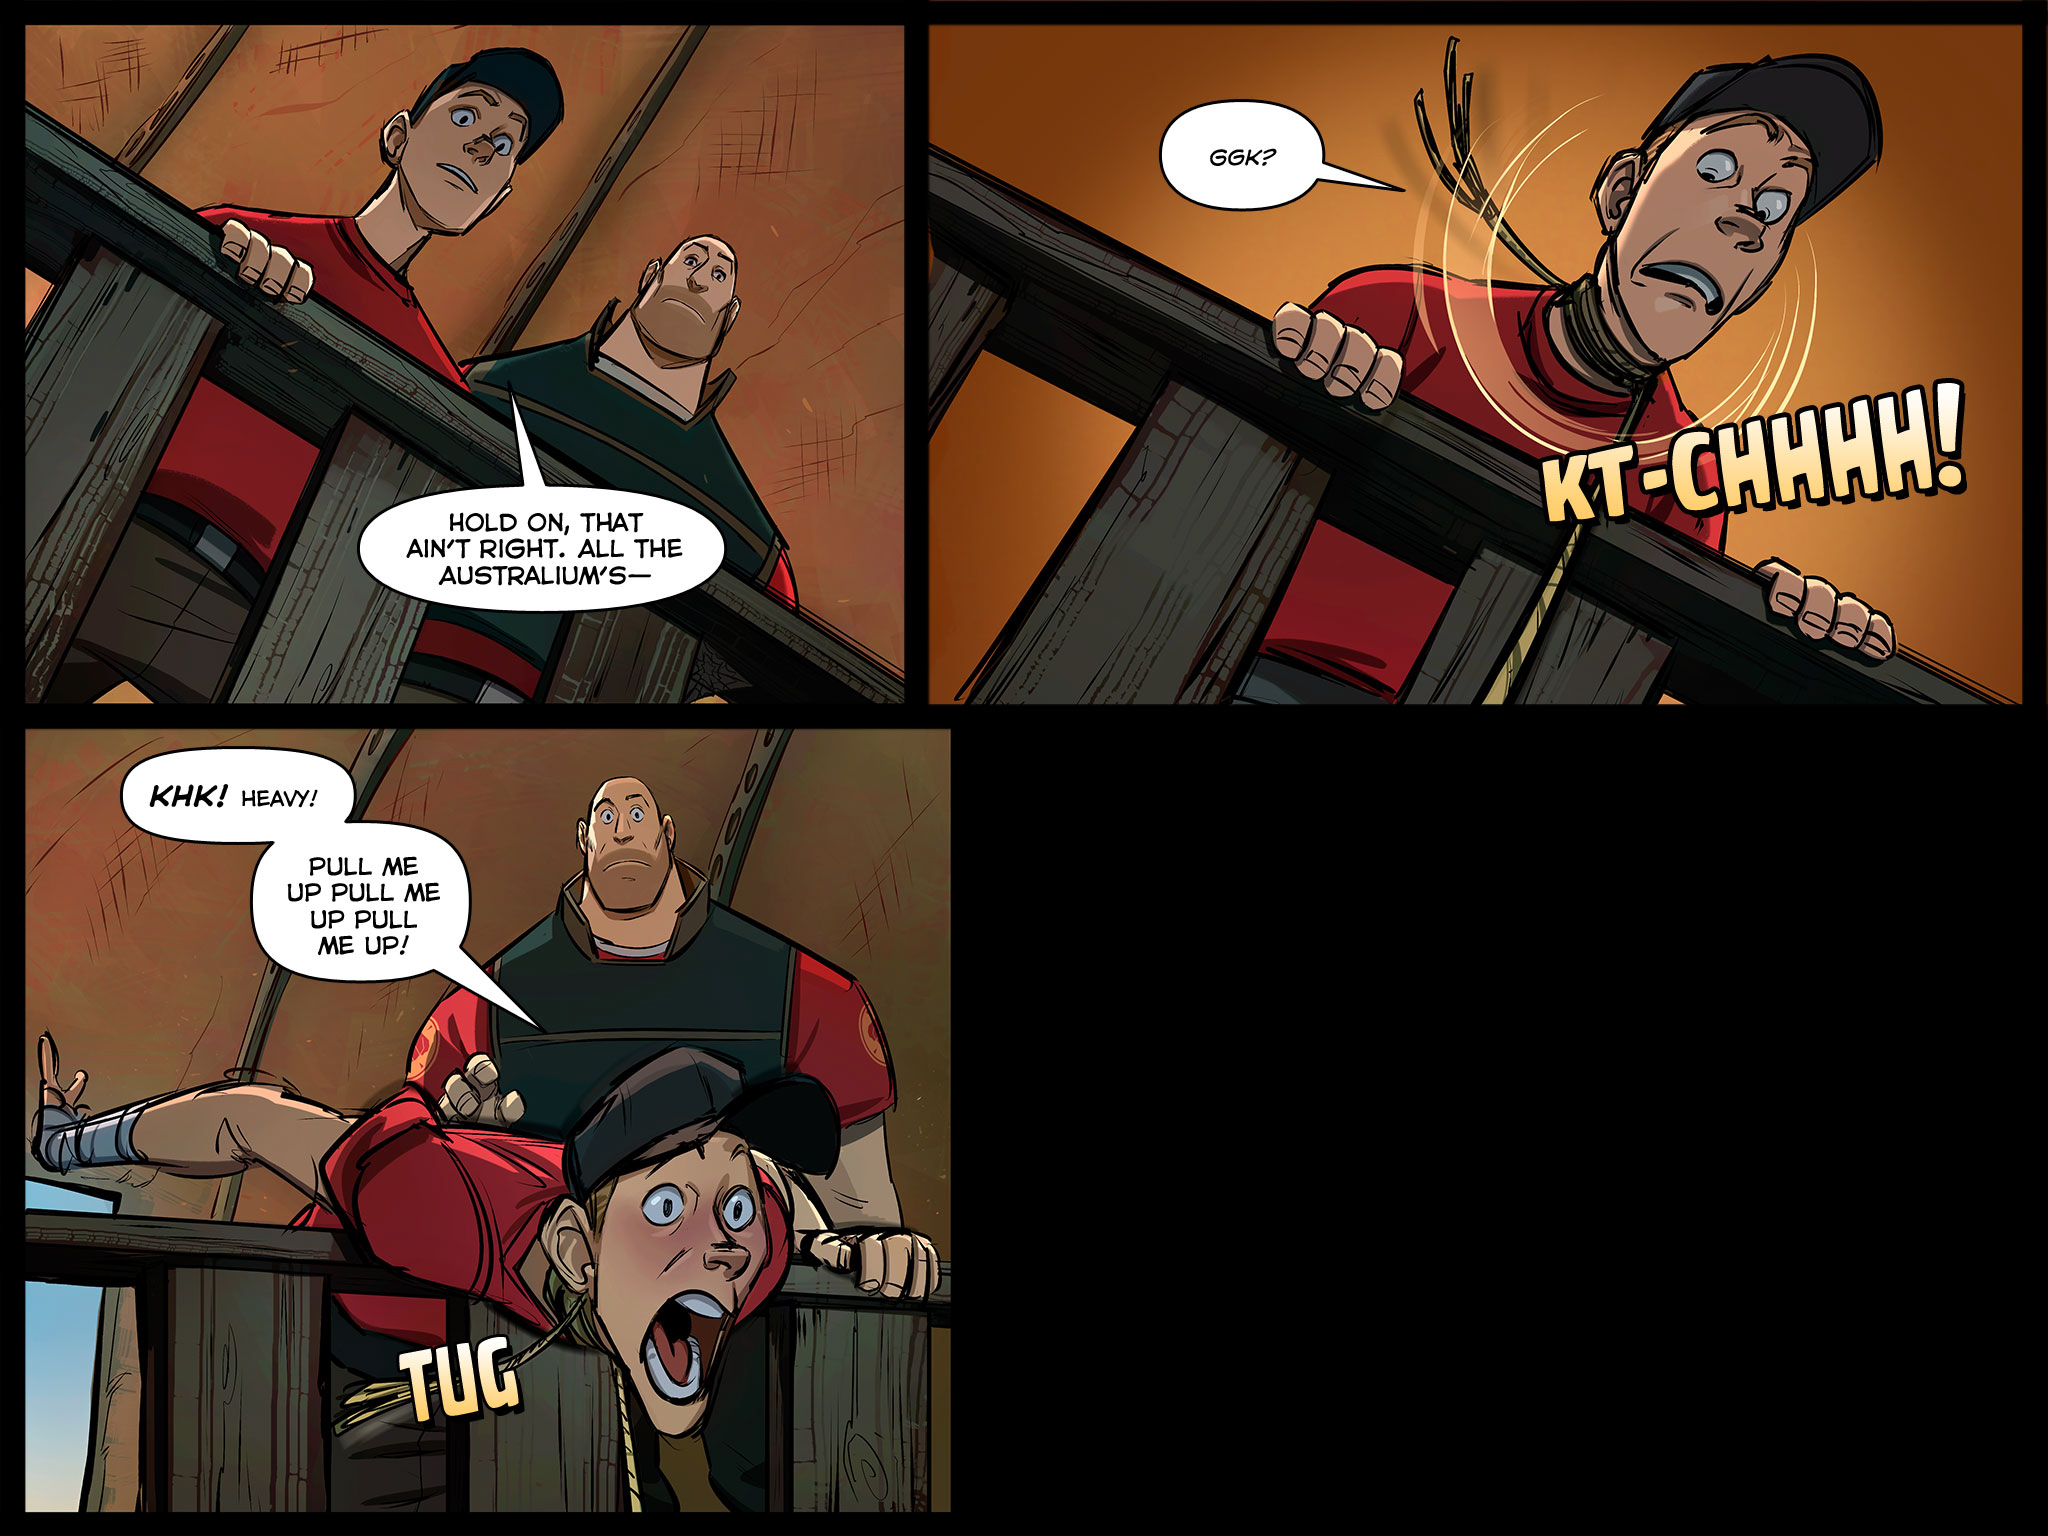 HOLD ON, THAT
AIN'T RIGHT. ALL THE
AUSTRALIUM'S—
GGK?
KT-CHHHH!
KHK! HEAVY!
PULL ME
UP PULL ME
UP PULL
ME UP!
TUG